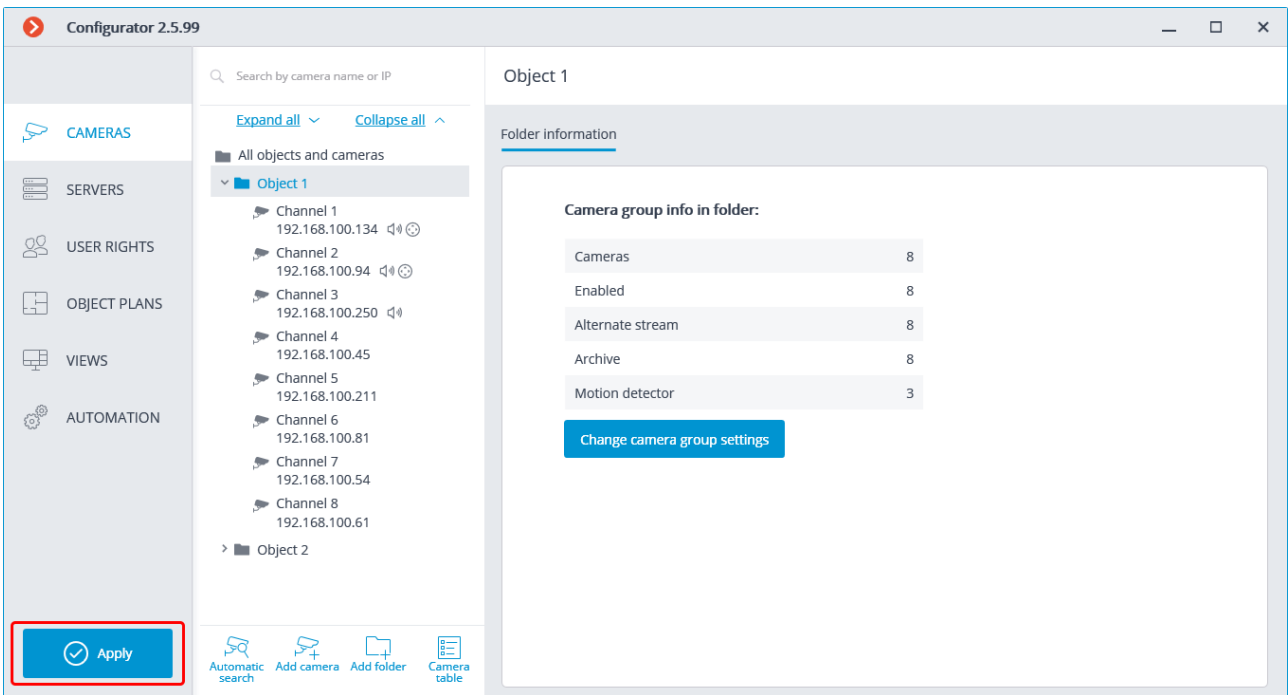 Configurator 2.5.99
CAMERAS
SERVERS
USER RIGHTS
OBJECT PLANS
VIEWS
AUTOMATION
Apply
Search by camera name or IP
Expand all
Collapse all
All objects and cameras
Object 1
Channel 1
192.168.100.134
Channel 2
192.168.100.94
Channel 3
192.168.100.250
Channel 4
192.168.100.45
Channel 5
192.168.100.211
Channel 6
192.168.100.81
Channel 7
192.168.100.54
Channel 8
192.168.100.61
Object 2
Automatic
search
Add camera
Add folder
Camera
table
Object 1
Folder information
Camera group info in folder:
Cameras 8
Enabled 8
Alternate stream 8
Archive 8
Motion detector 3
Change camera group settings